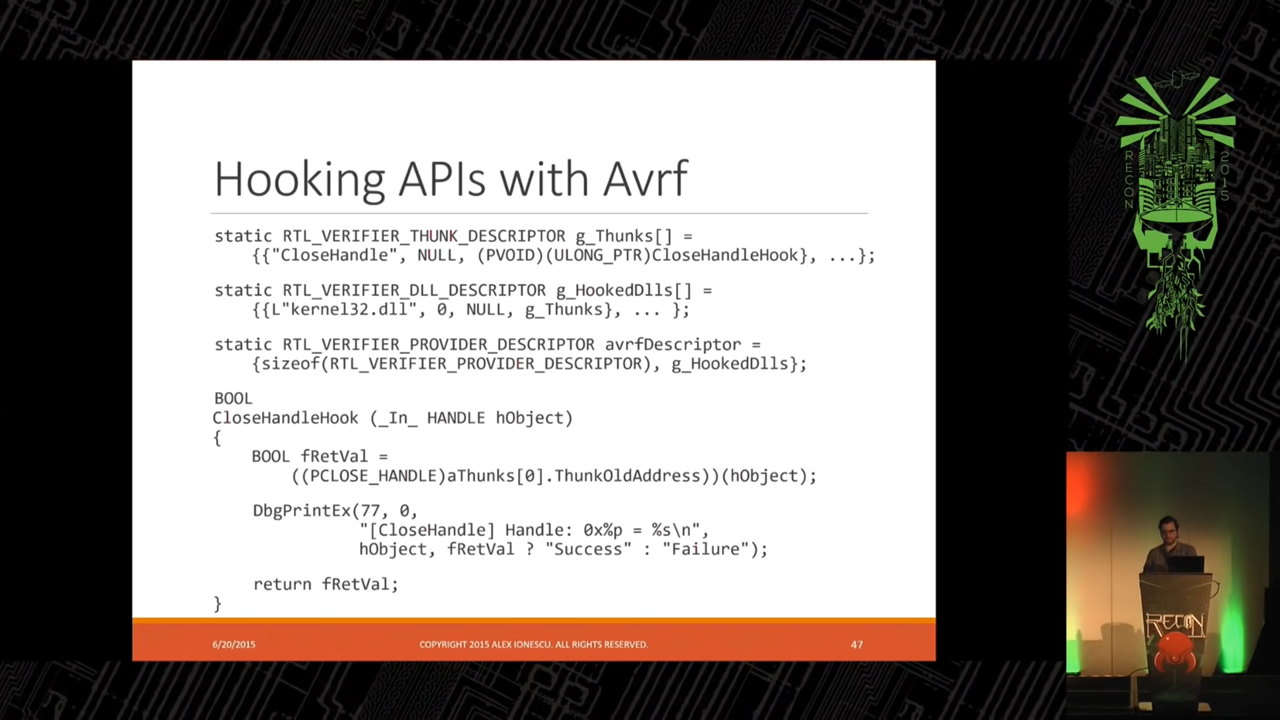 Hooking APIs with Avrf
static RTL_VERIFIER_THUNK_DESCRIPTOR g_Thunks[] =
{{"CloseHandle", NULL, (PVOID)(ULONG_PTR)CloseHandleHook}, ...};
static RTL_VERIFIER_DLL_DESCRIPTOR g_HookedDlls[] =
{{L"kernel32.dll", 0, NULL, g_Thunks}, ... };
static RTL_VERIFIER_PROVIDER_DESCRIPTOR avrfDescriptor =
{sizeof(RTL_VERIFIER_PROVIDER_DESCRIPTOR), g_HookedDlls};
BOOL
CloseHandleHook (_In_ HANDLE hObject)
{
BOOL fRetVal =
((PCLOSE_HANDLE)aThunks[0].ThunkOldAddress))(hObject);
DbgPrintEx(77, 0,
"[CloseHandle] Handle: 0x%p = %s\n",
hObject, fRetVal ? "Success" : "Failure");
return fRetVal;
}
6/20/2015
COPYRIGHT 2015 ALEX IONESCU. ALL RIGHTS RESERVED.
47
RECON
2015
RECON